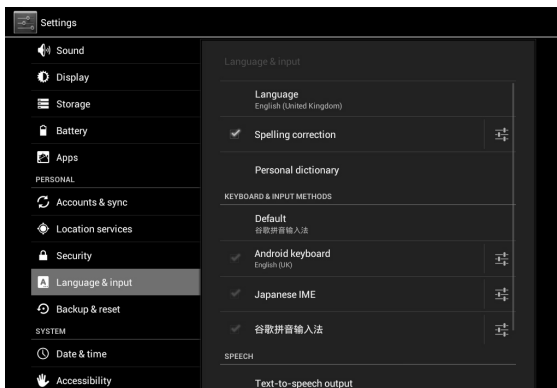 Settings
Sound
Display
Storage
Battery
Apps
PERSONAL
Accounts & sync
Location services
Security
Language & input
Backup & reset
SYSTEM
Date & time
Accessibility
Language & input
Language
English (United Kingdom)
Spelling correction
Personal dictionary
KEYBOARD & INPUT METHODS
Default
谷歌拼音输入法
Android keyboard
English (UK)
Japanese IME
谷歌拼音输入法
SPEECH
Text-to-speech output